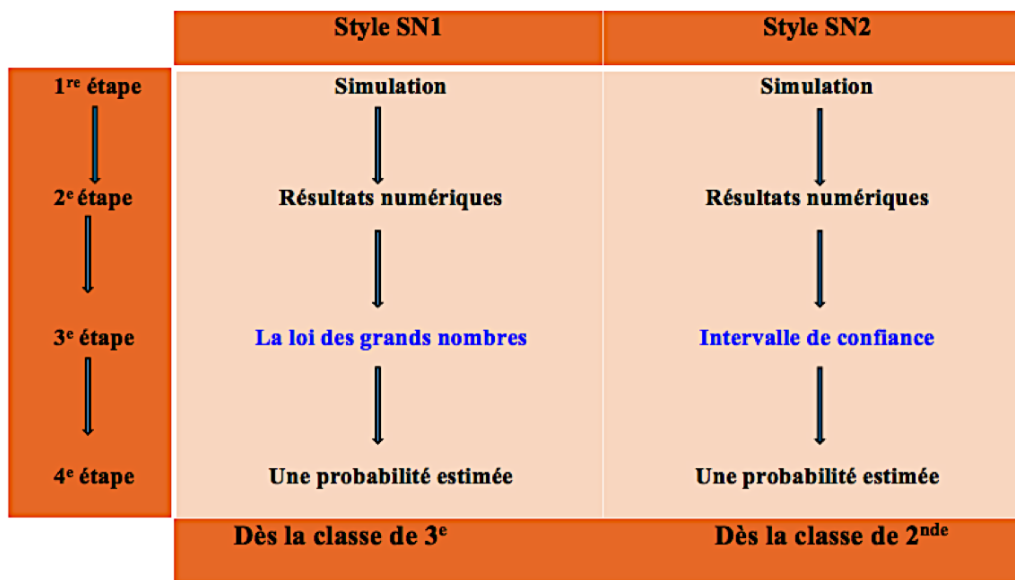 Style SN1 Style SN2
1re étape Simulation Simulation
2e étape Résultats numériques Résultats numériques
3e étape La loi des grands nombres Intervalle de confiance
4e étape Une probabilité estimée Une probabilité estimée
Dès la classe de 3e Dès la classe de 2nde